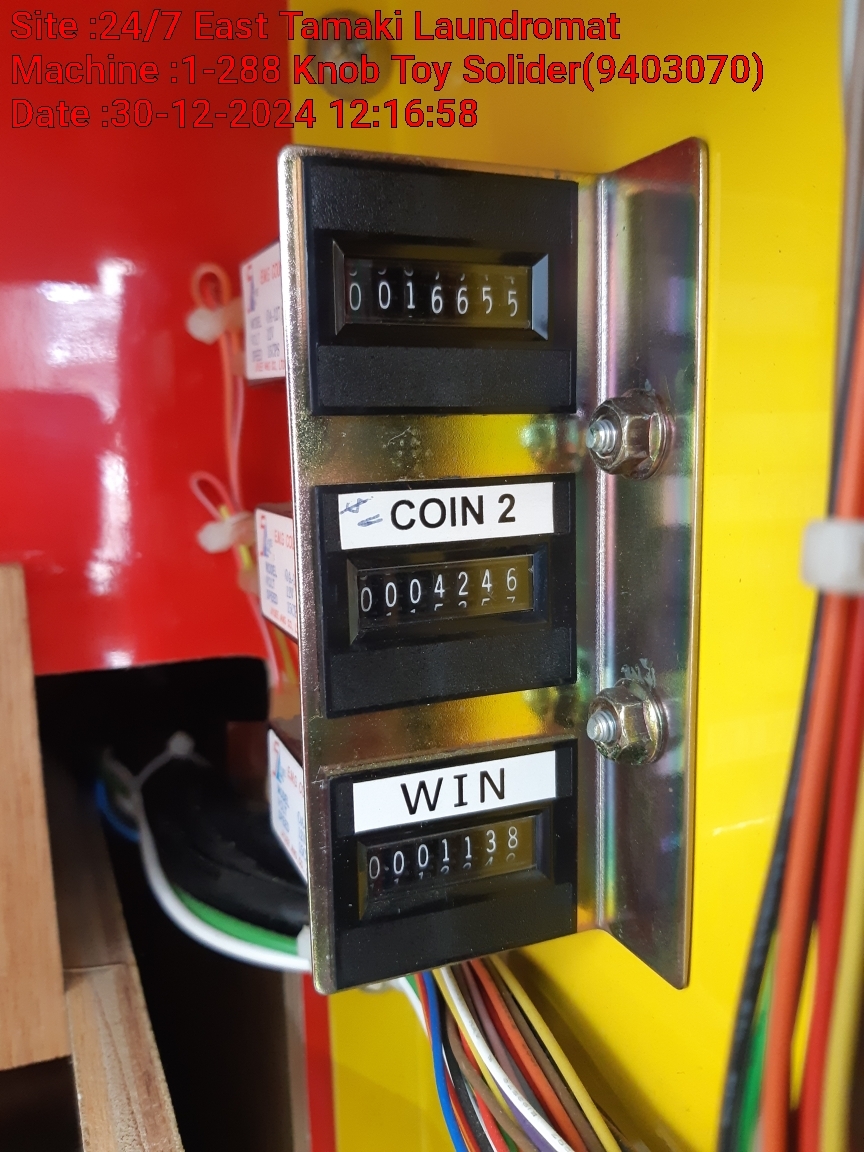 Site :24/7 East Tamaki Laundromat
Machine :1-288 Knob Toy Solider(9403070)
Date :30-12-2024 12:16:58
0016655
COIN 2
0004246
WIN
0001138